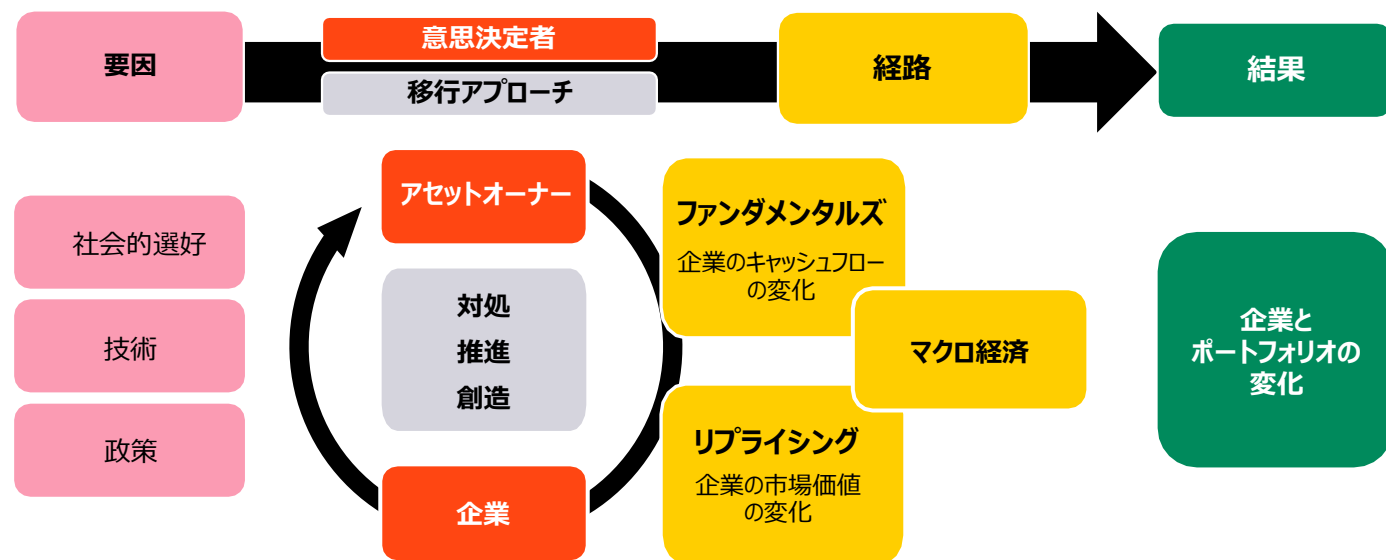 要因
意思決定者
移行アプローチ
経路
結果
社会的選好
技術
政策
アセットオーナー
対処
推進
創造
企業
ファンダメンタルズ
企業のキャッシュフロー
の変化
マクロ経済
リプライシング
企業の市場価値
の変化
企業と
ポートフォリオの
変化